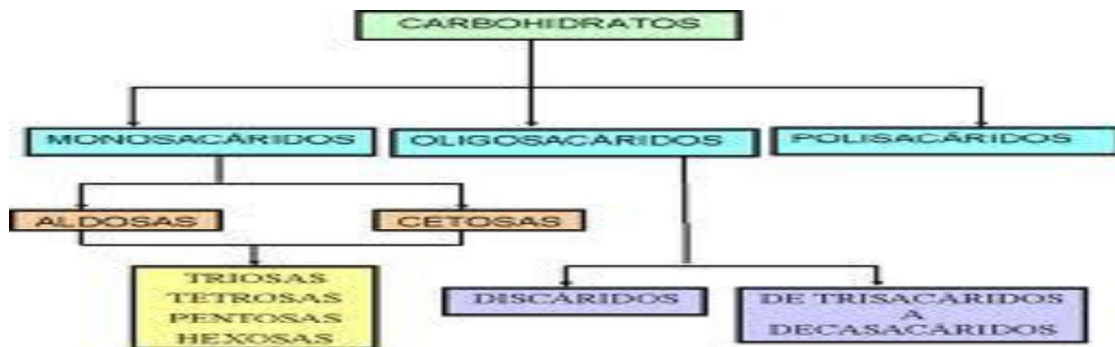 CARBOHIDRATOS
MONOSACÁRIDOS
OLIGOSACÁRIDOS
POLISACÁRIDOS
ALDOSAS
CETOSAS
TRIOSAS
TETROSAS
PENTOSAS
HEXOSAS
DISCÁRIDOS
DE TRISACÁRIDOS
A
DECASACÁRIDOS